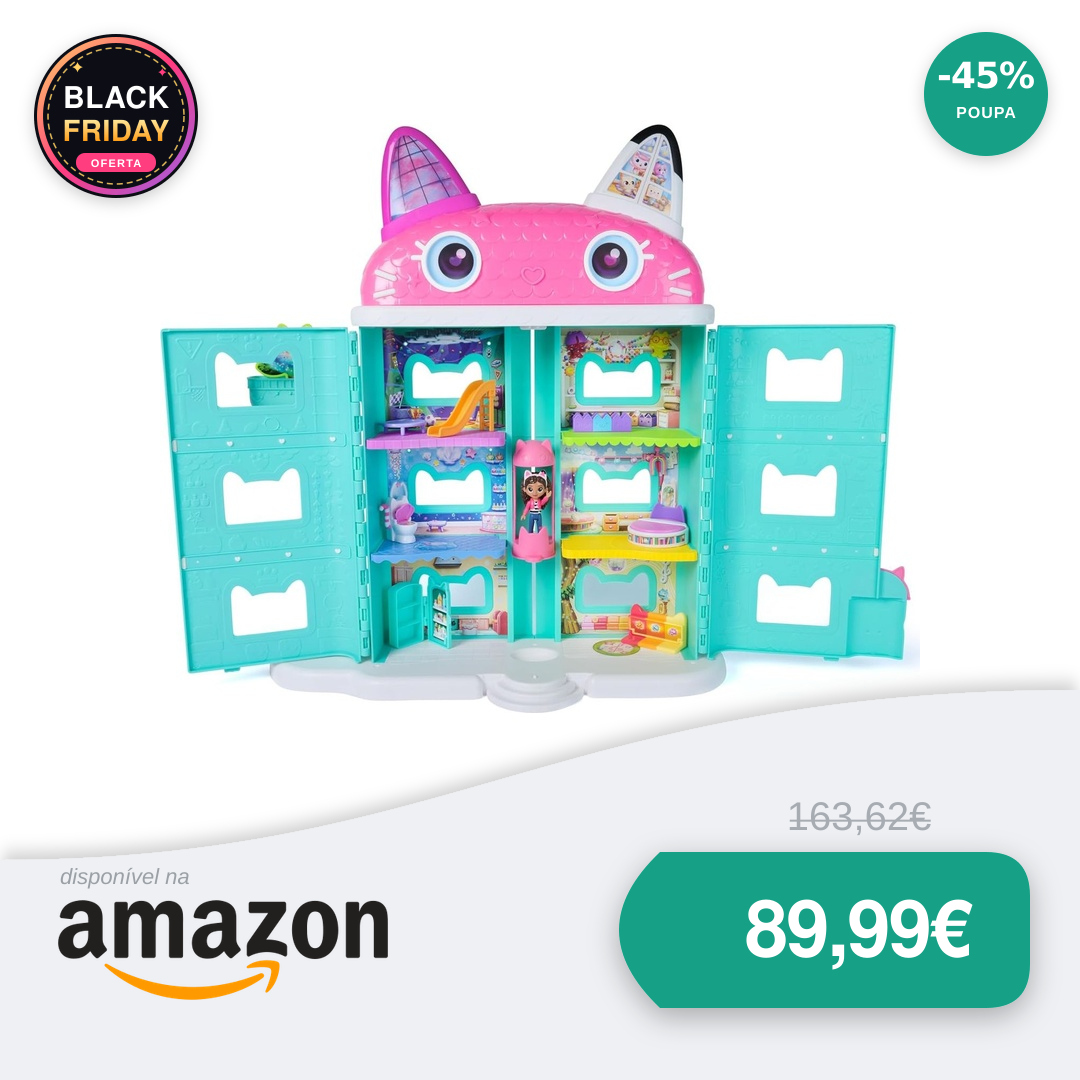 BLACK
FRIDAY
OFERTA
-45%
POUPA
163,62€
disponível na
amazon
89,99€